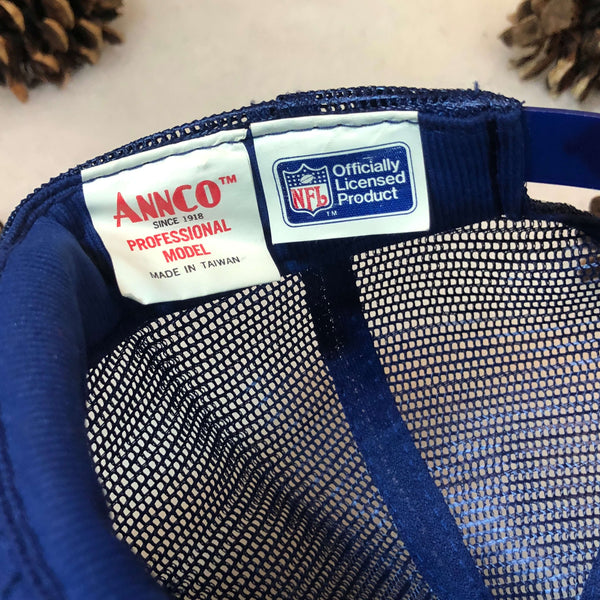 ANNCO™
SINCE 1918
PROFESSIONAL
MODEL
MADE IN TAIWAN
NFL
TM
Officially
Licensed
Product